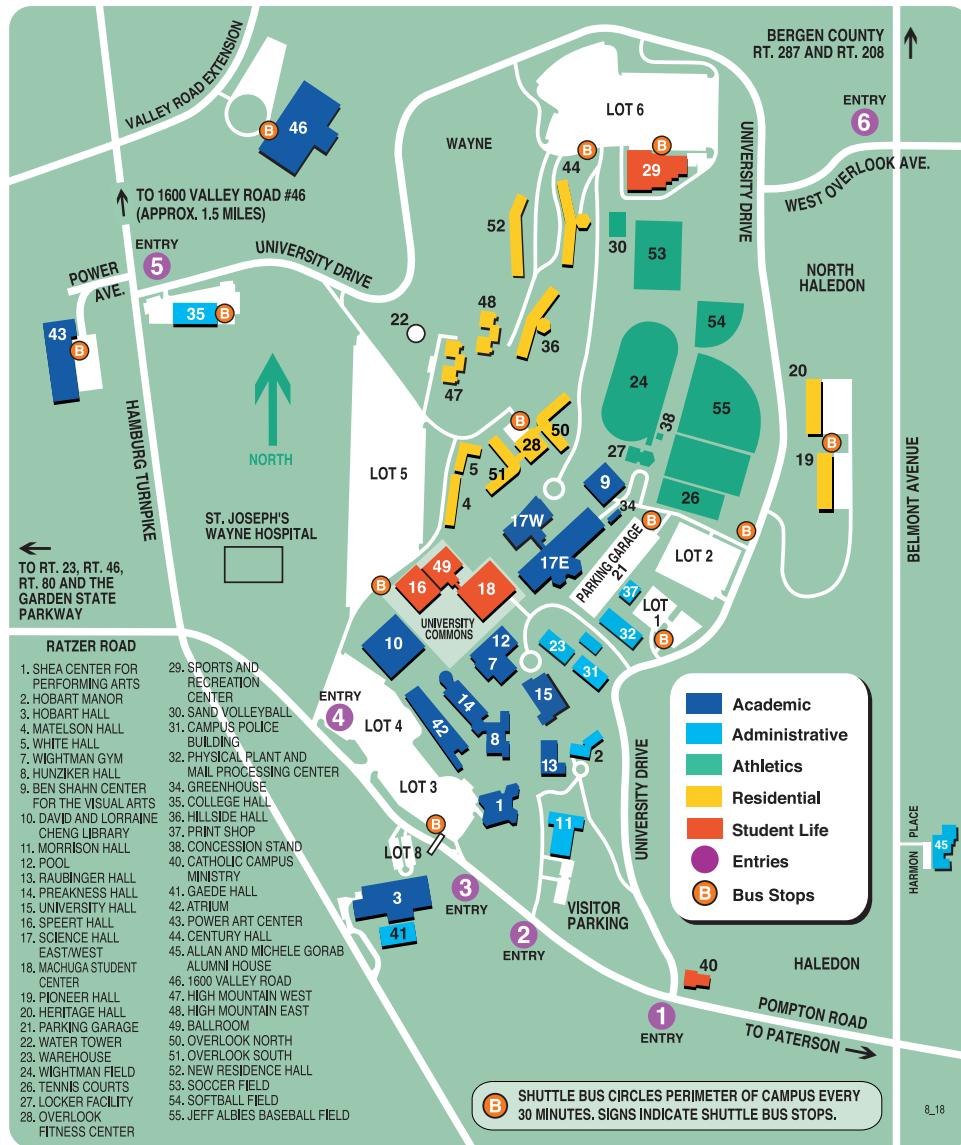 BERGEN COUNTY
RT. 287 AND RT. 208
ENTRY
6
VALLEY ROAD EXTENSION
46
B
WAYNE
LOT 6
B
B
44
29
UNIVERSITY DRIVE
WEST OVERLOOK AVE.
TO 1600 VALLEY ROAD #46
(APPROX. 1.5 MILES)
52
30
53
ENTRY
5
UNIVERSITY DRIVE
POWER
AVE.
NORTH
HALEDON
35
B
43
B
22
48
47
36
54
24
55
38
20
B
19
HAMBURG TURNPIKE
NORTH
LOT 5
B
50
28
51
5
4
27
26
9
34
BELMONT AVENUE
ST. JOSEPH'S
WAYNE HOSPITAL
17W
17E
B
PARKING GARAGE
21
LOT 2
B
TO RT. 23, RT. 46,
RT. 80 AND THE
GARDEN STATE
PARKWAY
B
49
16
18
UNIVERSITY
COMMONS
37
LOT
1
32
B
10
12
7
23
31
15
14
42
8
13
2
ENTRY
4
LOT 4
LOT 3
1
11
UNIVERSITY DRIVE
B
LOT 8
3
41
3
ENTRY
2
ENTRY
VISITOR
PARKING
HARMON PLACE
45
40
HALEDON
1
ENTRY
POMPTON ROAD
TO PATERSON
RATZER ROAD
1. SHEA CENTER FOR
PERFORMING ARTS
2. HOBART MANOR
3. HOBART HALL
4. MATELSON HALL
5. WHITE HALL
7. WIGHTMAN GYM
8. HUNZIKER HALL
9. BEN SHAHN CENTER
FOR THE VISUAL ARTS
10. DAVID AND LORRAINE
CHENG LIBRARY
11. MORRISON HALL
12. POOL
13. RAUBINGER HALL
14. PREAKNESS HALL
15. UNIVERSITY HALL
16. SPEERT HALL
17. SCIENCE HALL
EAST/WEST
18. MACHUGA STUDENT
CENTER
19. PIONEER HALL
20. HERITAGE HALL
21. PARKING GARAGE
22. WATER TOWER
23. WAREHOUSE
24. WIGHTMAN FIELD
26. TENNIS COURTS
27. LOCKER FACILITY
28. OVERLOOK
FITNESS CENTER
29. SPORTS AND
RECREATION
CENTER
30. SAND VOLLEYBALL
31. CAMPUS POLICE
BUILDING
32. PHYSICAL PLANT AND
MAIL PROCESSING CENTER
34. GREENHOUSE
35. COLLEGE HALL
36. HILLSIDE HALL
37. PRINT SHOP
38. CONCESSION STAND
40. CATHOLIC CAMPUS
MINISTRY
41. GAEDE HALL
42. ATRIUM
43. POWER ART CENTER
44. CENTURY HALL
45. ALLAN AND MICHELE GORAB
ALUMNI HOUSE
46. 1600 VALLEY ROAD
47. HIGH MOUNTAIN WEST
48. HIGH MOUNTAIN EAST
49. BALLROOM
50. OVERLOOK NORTH
51. OVERLOOK SOUTH
52. NEW RESIDENCE HALL
53. SOCCER FIELD
54. SOFTBALL FIELD
55. JEFF ALBIES BASEBALL FIELD
Academic
Administrative
Athletics
Residential
Student Life
Entries
B Bus Stops
B SHUTTLE BUS CIRCLES PERIMETER OF CAMPUS EVERY
30 MINUTES. SIGNS INDICATE SHUTTLE BUS STOPS.
8_18